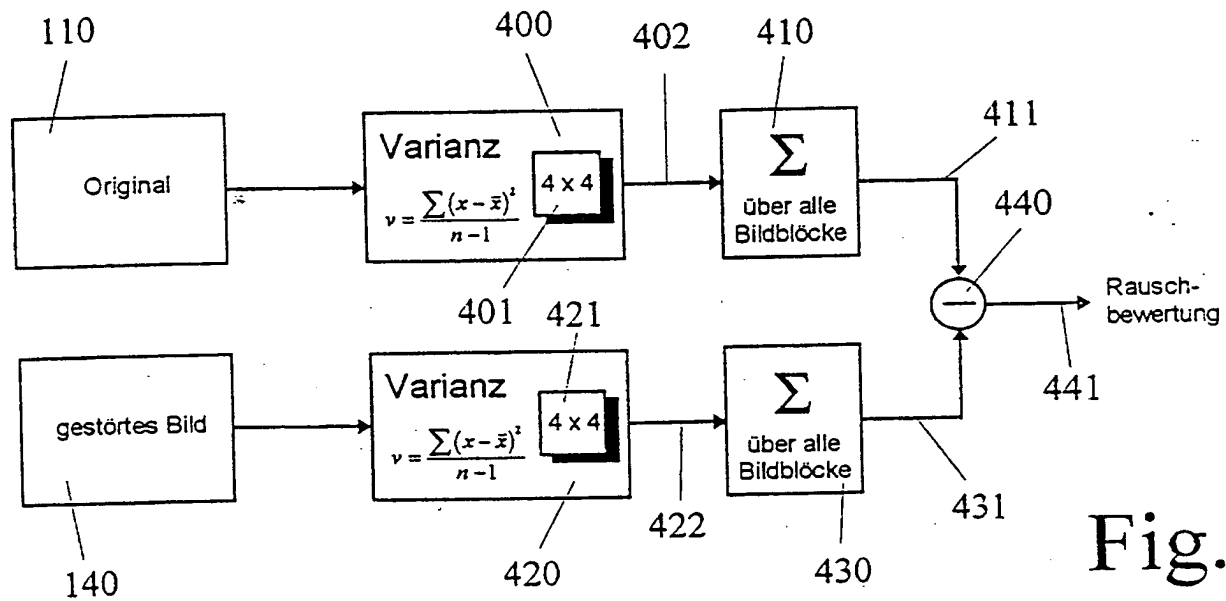 110
400
402
410
411
Original
Varianz
v = ∑(x − x̄)² / n − 1
4 x 4
401
Σ
über alle
Bildblöcke
440
Rausch-
bewertung
441
421
gestörtes Bild
Varianz
v = ∑(x − x̄)² / n − 1
4 x 4
Σ
über alle
Bildblöcke
140
420
422
430
431
Fig.